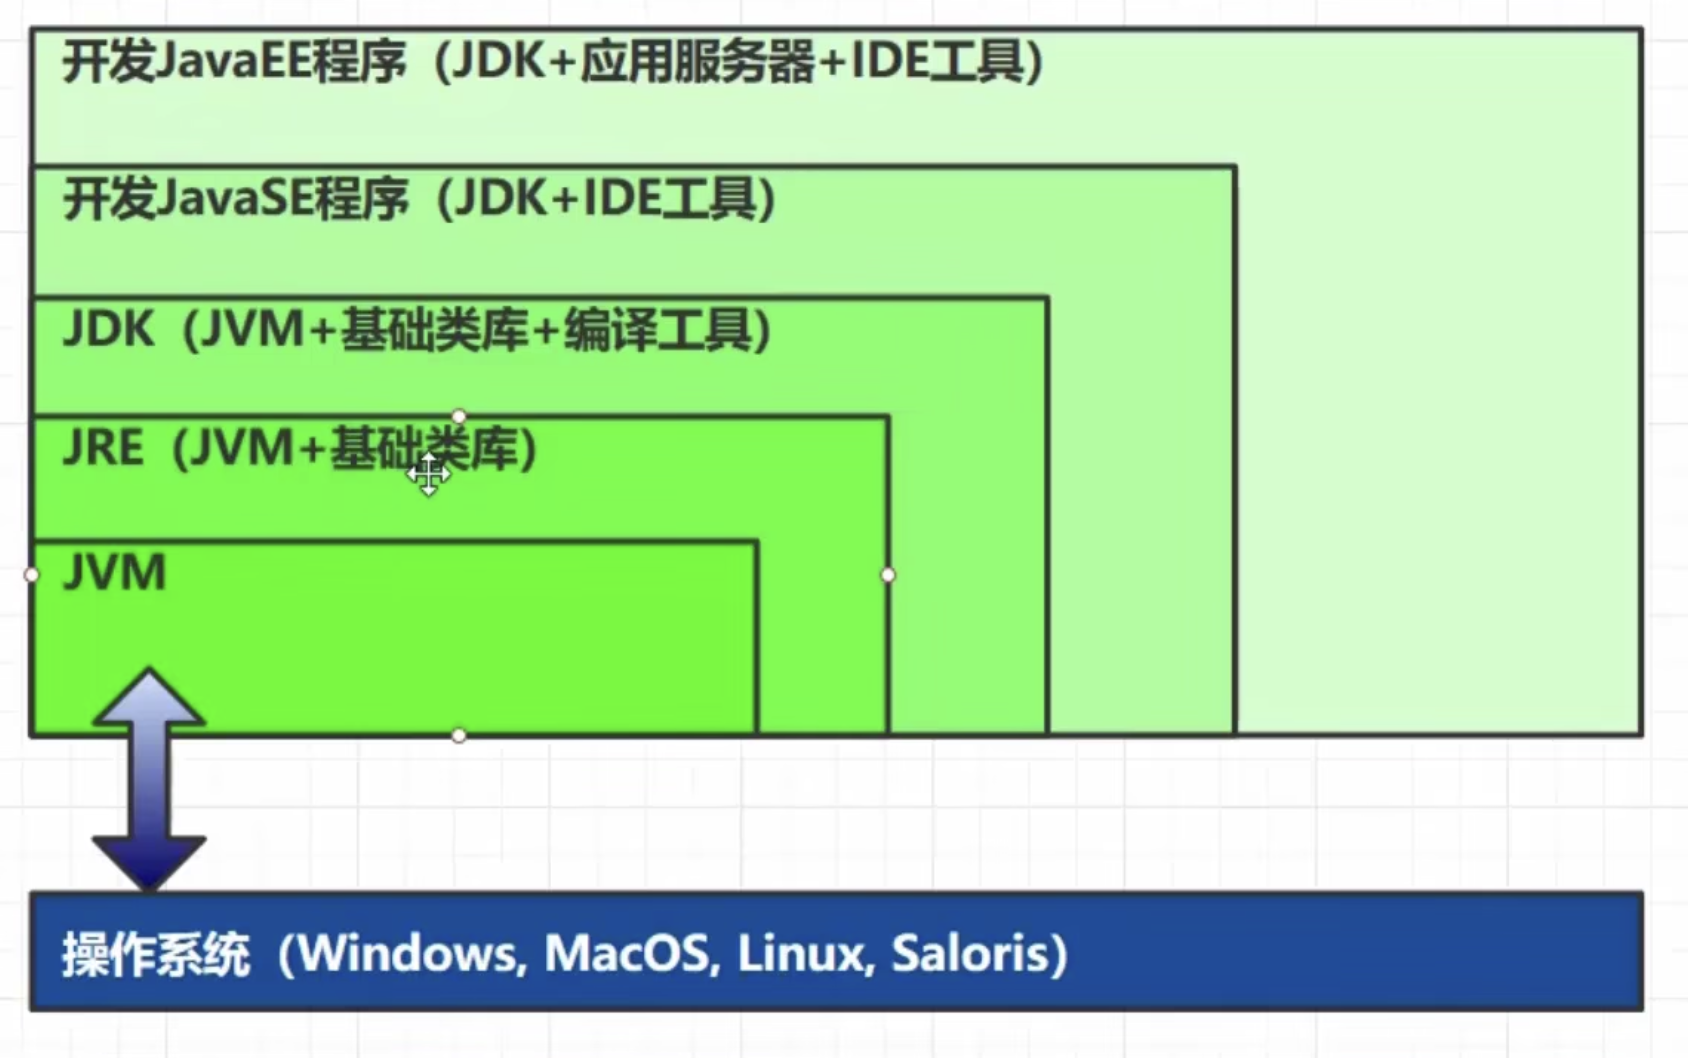 开发JavaEE程序（JDK+应用服务器+IDE工具）
开发JavaSE程序（JDK+IDE工具）
JDK（JVM+基础类库+编译工具）
JRE（JVM+基础类库）
JVM
操作系统（Windows, MacOS, Linux, Saloris）